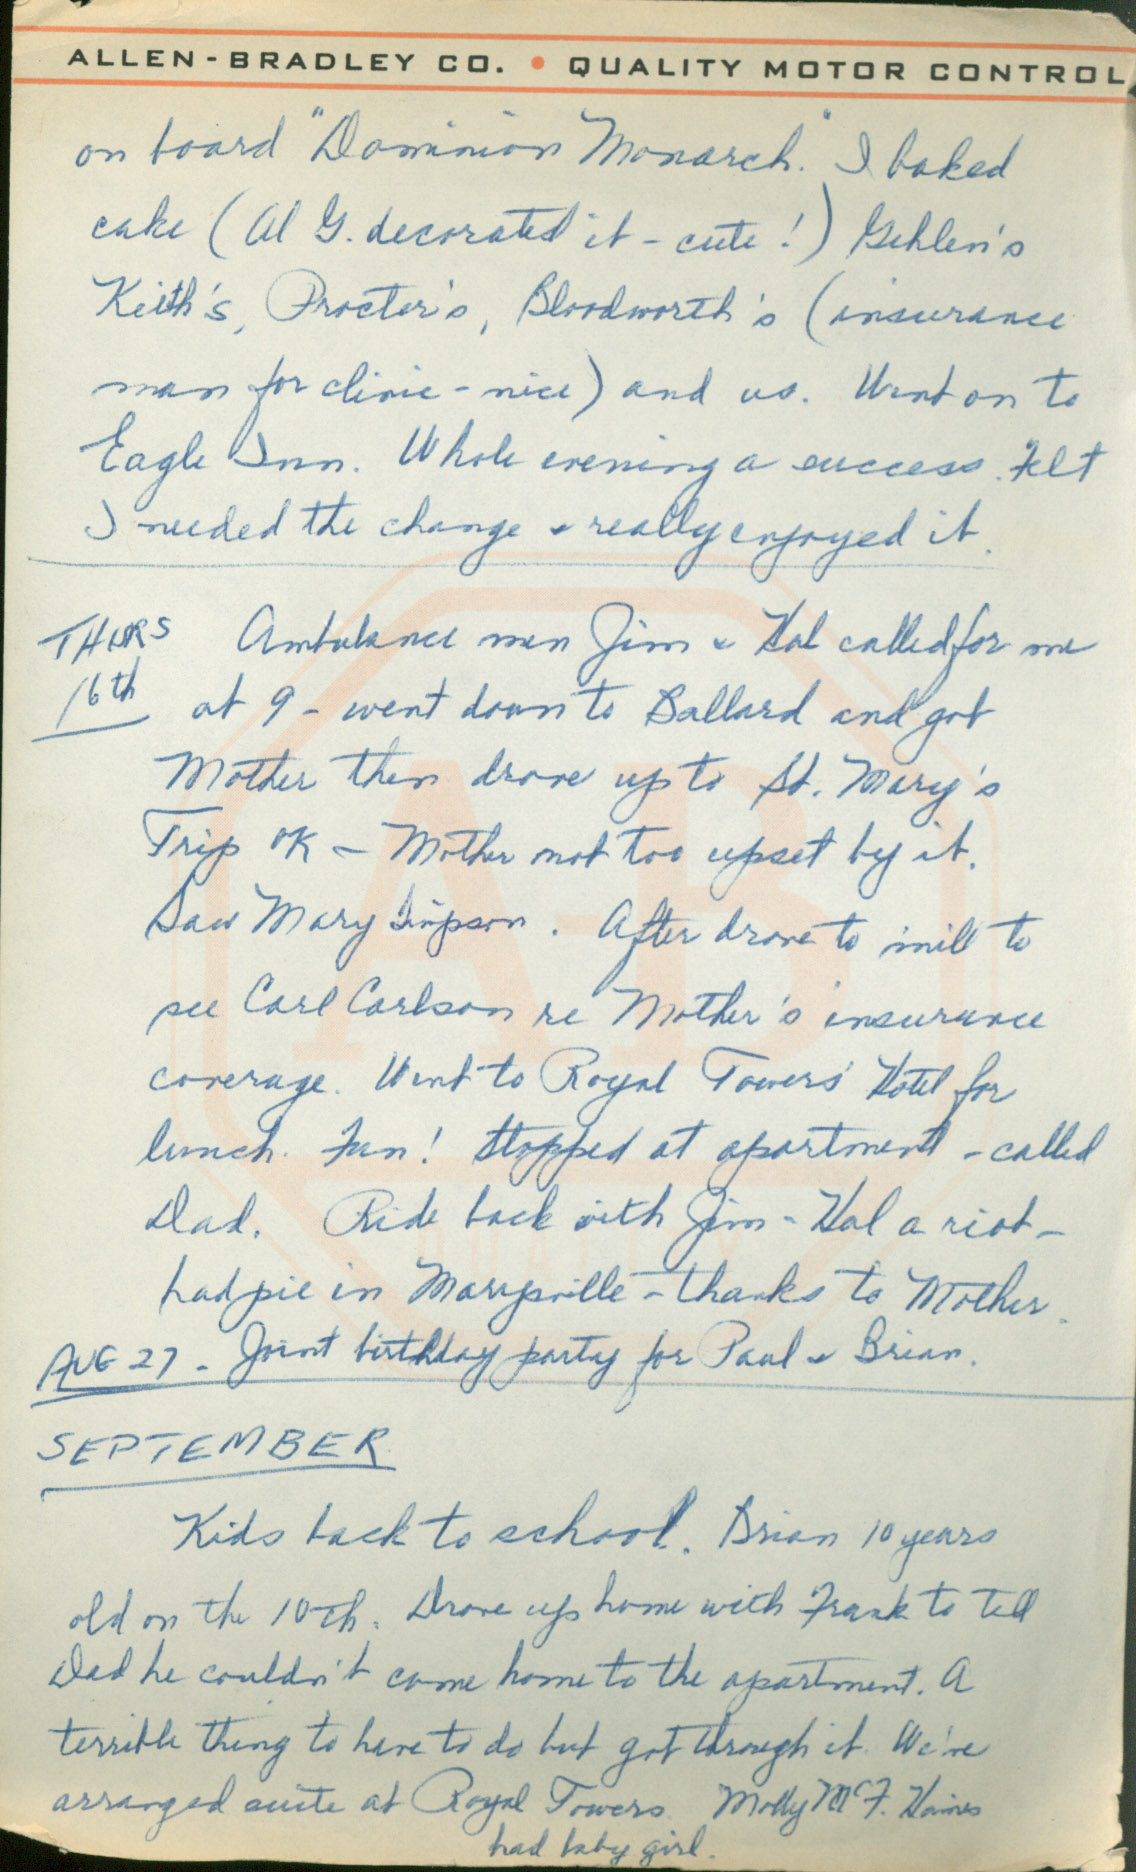 ALLEN-BRADLEY CO. • QUALITY MOTOR CONTROL
on board "Dominion Monarch." I baked
cake (Al G. decorated it - cute!) Gehlen's
Keith's, Procter's, Bloodworth's (insurance
man for clinic - nice) and us. Went on to
Eagle Inn. Whole evening a success. Felt
I needed the change & really enjoyed it.
THURS Ambulance men Jim & Hal called for me
16th at 9 - went down to Ballard and got
Mother then drove up to St. Mary's
Trip OK - Mother not too upset by it.
Saw Mary Simpson. After drove to mill to
see Carl Carlson re Mother's insurance
coverage. Went to Royal Towers Hotel for
lunch. Fun! Stopped at apartment - called
Dad. Ride back with Jim - Hal a riot -
had pie in Marysville - thanks to Mother.
AUG 27 - Joint birthday party for Paul & Brian.
SEPTEMBER
Kids back to school. Brian 10 years
old on the 10th. Drove up home with Frank to tell
Dad he couldn't come home to the apartment. A
terrible thing to have to do but got through it. We've
arranged suite at Royal Towers. Molly McF. Haines
had baby girl.
A-B
QUALITY